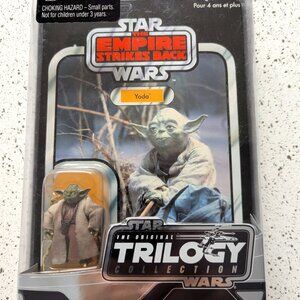 CHOKING HAZARD – Small parts.
Not for children under 3 years.
Pour 4 ans et plus
STAR
THE
EMPIRE
STRIKES BACK
WARS
Yoda
STAR
THE ORIGINAL
TRILOGY
COLLECTION
WARS